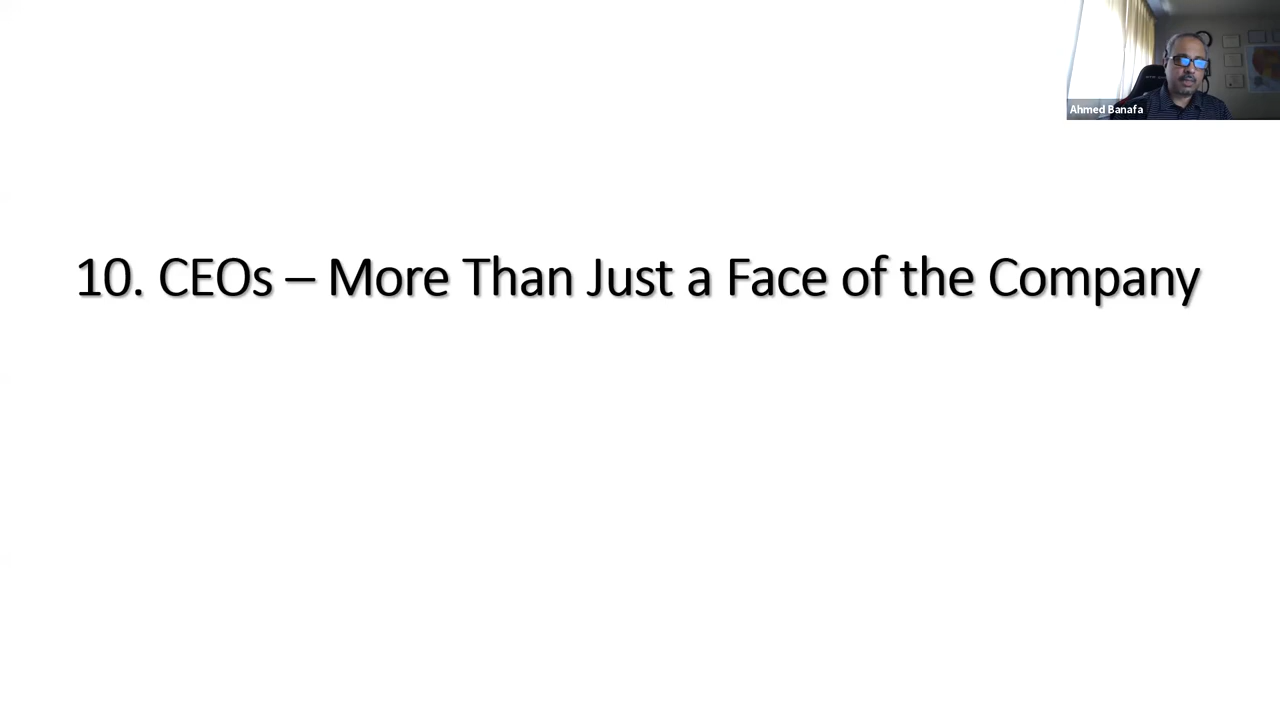 Ahmed Banafa
10. CEOs – More Than Just a Face of the Company